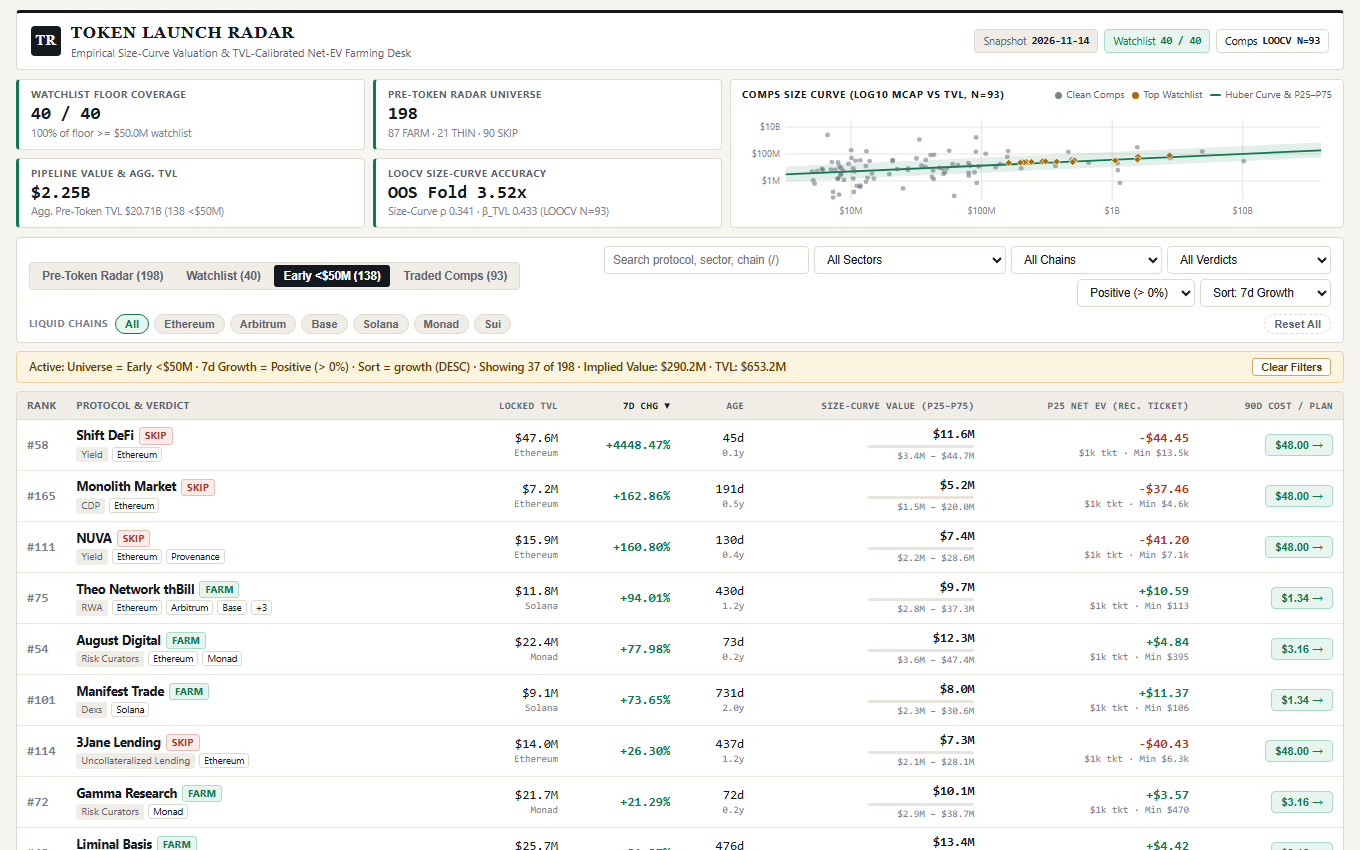 TR
TOKEN LAUNCH RADAR
Empirical Size-Curve Valuation & TVL-Calibrated Net-EV Farming Desk
Snapshot 2026-11-14
Watchlist 40 / 40
Comps LOOCV N=93
WATCHLIST FLOOR COVERAGE
40 / 40
100% of floor >= $50.0M watchlist
PRE-TOKEN RADAR UNIVERSE
198
87 FARM · 21 THIN · 90 SKIP
PIPELINE VALUE & AGG. TVL
$2.25B
Agg. Pre-Token TVL $20.71B (138 <$50M)
LOOCV SIZE-CURVE ACCURACY
OOS Fold 3.52x
Size-Curve ρ 0.341 · β_TVL 0.433 (LOOCV N=93)
COMPS SIZE CURVE (LOG10 MCAP VS TVL, N=93)
Clean Comps Top Watchlist Huber Curve & P25–P75
$10B
$100M
$1M
$10M $100M $1B $10B
Pre-Token Radar (198) Watchlist (40) Early <$50M (138) Traded Comps (93)
Search protocol, sector, chain (/) All Sectors All Chains All Verdicts
Positive (> 0%) Sort: 7d Growth
LIQUID CHAINS All Ethereum Arbitrum Base Solana Monad Sui
Reset All
Active: Universe = Early <$50M · 7d Growth = Positive (> 0%) · Sort = growth (DESC) · Showing 37 of 198 · Implied Value: $290.2M · TVL: $653.2M
Clear Filters
RANK PROTOCOL & VERDICT LOCKED TVL 7D CHG ▼ AGE SIZE-CURVE VALUE (P25–P75) P25 NET EV (REC. TICKET) 90D COST / PLAN
#58 Shift DeFi SKIP $47.6M +4448.47% 45d $11.6M -$44.45 $48.00 →
Yield Ethereum Ethereum 0.1y $3.4M – $44.7M $1k tkt · Min $13.5k
#165 Monolith Market SKIP $7.2M +162.86% 191d $5.2M -$37.46 $48.00 →
CDP Ethereum Ethereum 0.5y $1.5M – $20.0M $1k tkt · Min $4.6k
#111 NUVA SKIP $15.9M +160.80% 130d $7.4M -$41.20 $48.00 →
Yield Ethereum Provenance Ethereum 0.4y $2.2M – $28.6M $1k tkt · Min $7.1k
#75 Theo Network thBill FARM $11.8M +94.01% 430d $9.7M +$10.59 $1.34 →
RWA Ethereum Arbitrum Base +3 Solana 1.2y $2.8M – $37.3M $1k tkt · Min $113
#54 August Digital FARM $22.4M +77.98% 73d $12.3M +$4.84 $3.16 →
Risk Curators Ethereum Monad Monad 0.2y $3.6M – $47.4M $1k tkt · Min $395
#101 Manifest Trade FARM $9.1M +73.65% 731d $8.0M +$11.37 $1.34 →
Dexs Solana Solana 2.0y $2.3M – $30.6M $1k tkt · Min $106
#114 3Jane Lending SKIP $14.0M +26.30% 437d $7.3M -$40.43 $48.00 →
Uncollateralized Lending Ethereum Ethereum 1.2y $2.1M – $28.1M $1k tkt · Min $6.3k
#72 Gamma Research FARM $21.7M +21.29% 72d $10.1M +$3.57 $3.16 →
Risk Curators Monad Monad 0.2y $2.9M – $38.7M $1k tkt · Min $470
Liminal Basis FARM $25.7M 476d $13.4M +$4.42